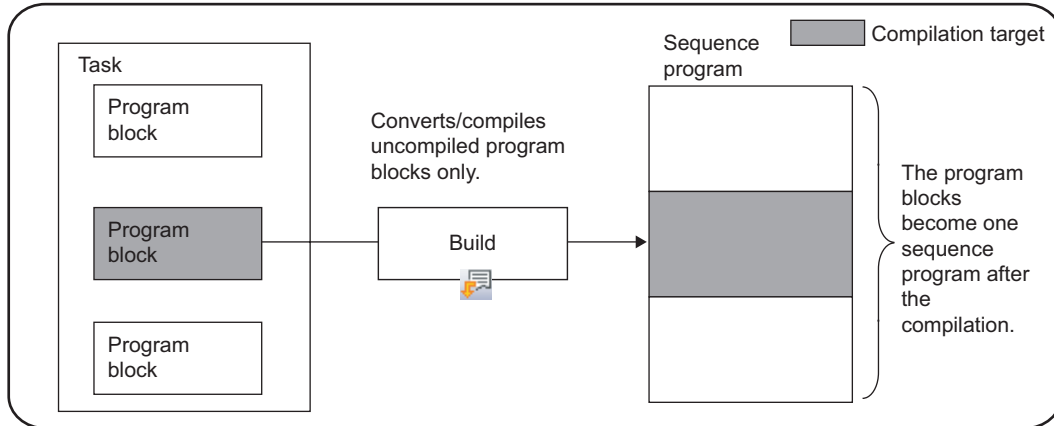 Task
Program
block
Program
block
Program
block
Converts/compiles
uncompiled program
blocks only.
Build
Sequence
program
Compilation target
The program
blocks
become one
sequence
program after
the
compilation.